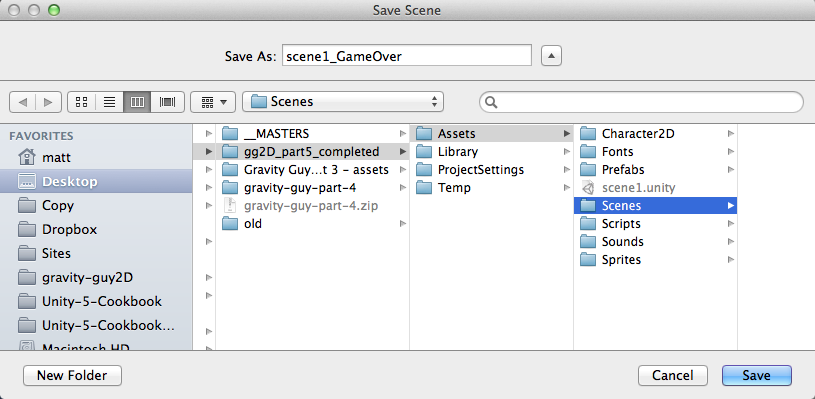 Save Scene
Save As: scene1_GameOver
Scenes
FAVORITES
matt
Desktop
Copy
Dropbox
Sites
gravity-guy2D
Unity-5-Cookbook
Unity-5-Cookbook...
Macintosh HD
__MASTERS
gg2D_part5_completed
Gravity Guy...t 3 - assets
gravity-guy-part-4
gravity-guy-part-4.zip
old
Assets
Library
ProjectSettings
Temp
Character2D
Fonts
Prefabs
scene1.unity
Scenes
Scripts
Sounds
Sprites
New Folder
Cancel
Save